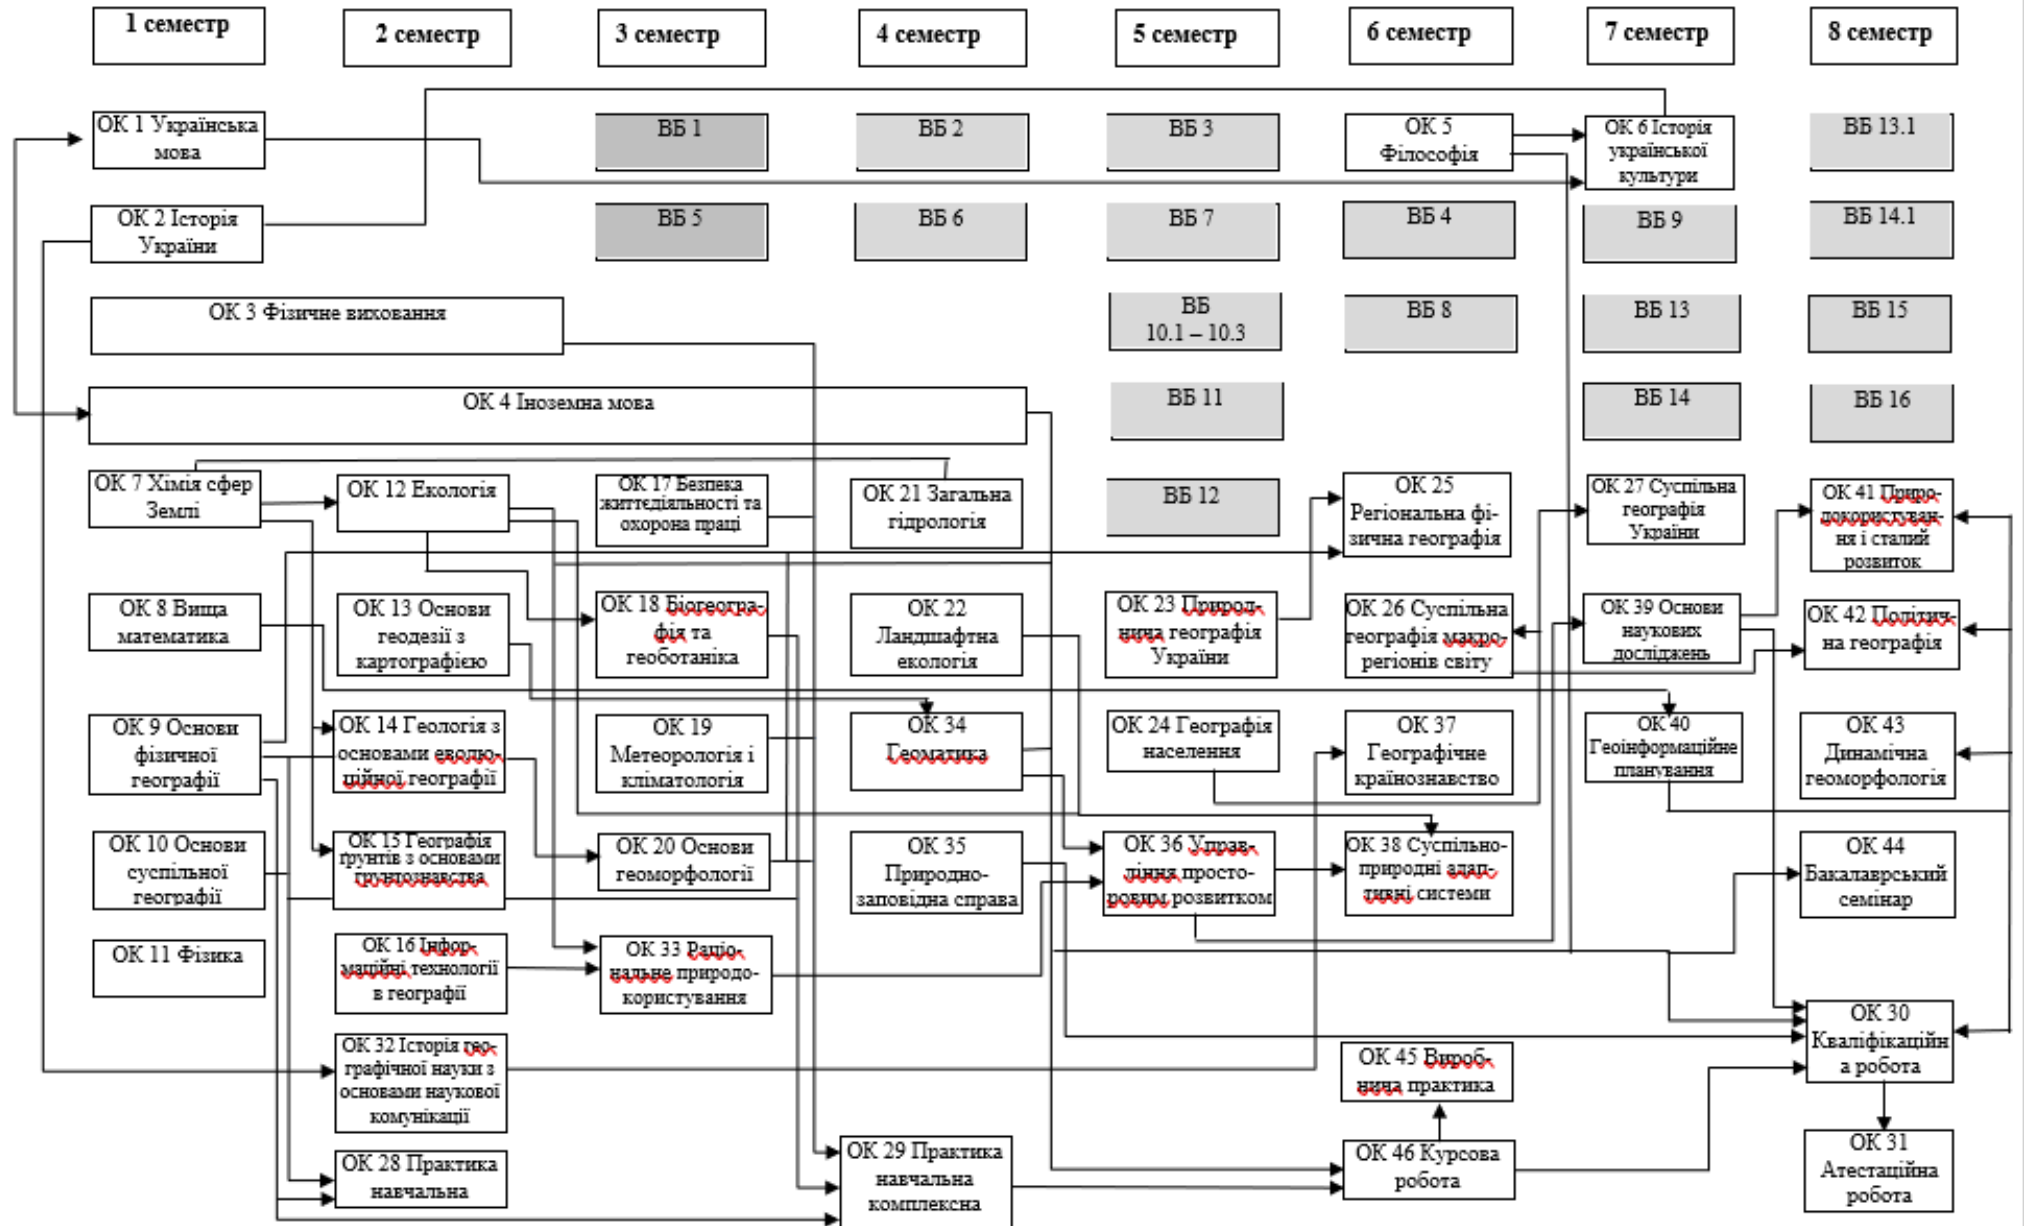 1 семестр
2 семестр
3 семестр
4 семестр
5 семестр
6 семестр
7 семестр
8 семестр
ОК 1 Українська
мова
ВБ 1
ВБ 2
ВБ 3
ОК 5
Філософія
ОК 6 Історія
української
культури
ВБ 13.1
ОК 2 Історія
України
ВБ 5
ВБ 6
ВБ 7
ВБ 4
ВБ 9
ВБ 14.1
ОК 3 Фізичне виховання
ВБ
10.1 – 10.3
ВБ 8
ВБ 13
ВБ 15
ОК 4 Іноземна мова
ВБ 11
ВБ 14
ВБ 16
ОК 7 Хімія сфер
Землі
ОК 12 Екологія
ОК 17 Безпека
життєдіяльності та
охорона праці
ОК 21 Загальна
гідрологія
ВБ 12
ОК 25
Регіональна фі-
зична географія
ОК 27 Суспільна
географія
України
ОК 41 Приро-
докористуван-
ня і сталий
розвиток
ОК 8 Вища
математика
ОК 13 Основи
геодезії з
картографією
ОК 18 Біогеогра-
фія та
геоботаніка
ОК 22
Ландшафтна
екологія
ОК 23 Природ-
нича географія
України
ОК 26 Суспільна
географія макро-
регіонів світу
ОК 39 Основи
наукових
досліджень
ОК 42 Політич-
на географія
ОК 9 Основи
фізичної
географії
ОК 14 Геологія з
основами еволю-
ційної географії
ОК 19
Метеорологія і
кліматологія
ОК 34
Геоматика
ОК 24 Географія
населення
ОК 37
Географічне
країнознавство
ОК 40
Геоінформаційне
планування
ОК 43
Динамічна
геоморфологія
ОК 10 Основи
суспільної
географії
ОК 15 Географія
ґрунтів з основами
ґрунтознавства
ОК 20 Основи
геоморфології
ОК 35
Природно-
заповідна справа
ОК 36 Управ-
ління просто-
ровим розвитком
ОК 38 Суспільно-
природні адап-
тивні системи
ОК 44
Бакалаврський
семінар
ОК 11 Фізика
ОК 16 Інфор-
маційні технології
в географії
ОК 33 Раціо-
нальне природо-
користування
ОК 32 Історія гео-
графічної науки з
основами наукової
комунікації
ОК 45 Вироб-
нича практика
ОК 30
Кваліфікаційн
а робота
ОК 28 Практика
навчальна
ОК 29 Практика
навчальна
комплексна
ОК 46 Курсова
робота
ОК 31
Атестаційна
робота